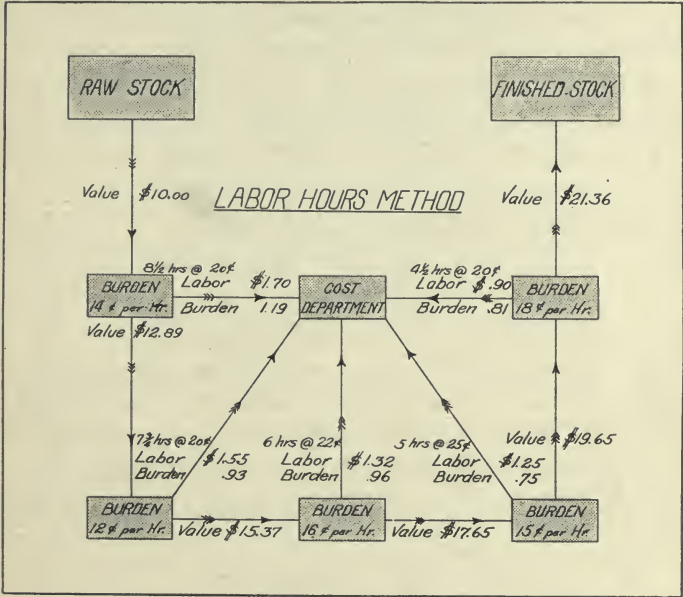 RAW STOCK
FINISHED STOCK
Value $10.00
LABOR HOURS METHOD
Value $21.36
8½ hrs @ 20¢
Labor $1.70
Burden 1.19
BURDEN
14 ¢ per Hr.
COST
DEPARTMENT
4½ hrs @ 20¢
Labor $.90
Burden .81
BURDEN
18 ¢ per Hr.
Value $12.89
7¾ hrs @ 20¢
Labor $1.55
Burden .93
6 hrs @ 22¢
Labor $1.32
Burden .96
5 hrs @ 25¢
Labor $1.25
Burden .75
Value $19.65
BURDEN
12 ¢ per Hr.
Value $15.37
BURDEN
16 ¢ per Hr.
Value $17.65
BURDEN
15 ¢ per Hr.